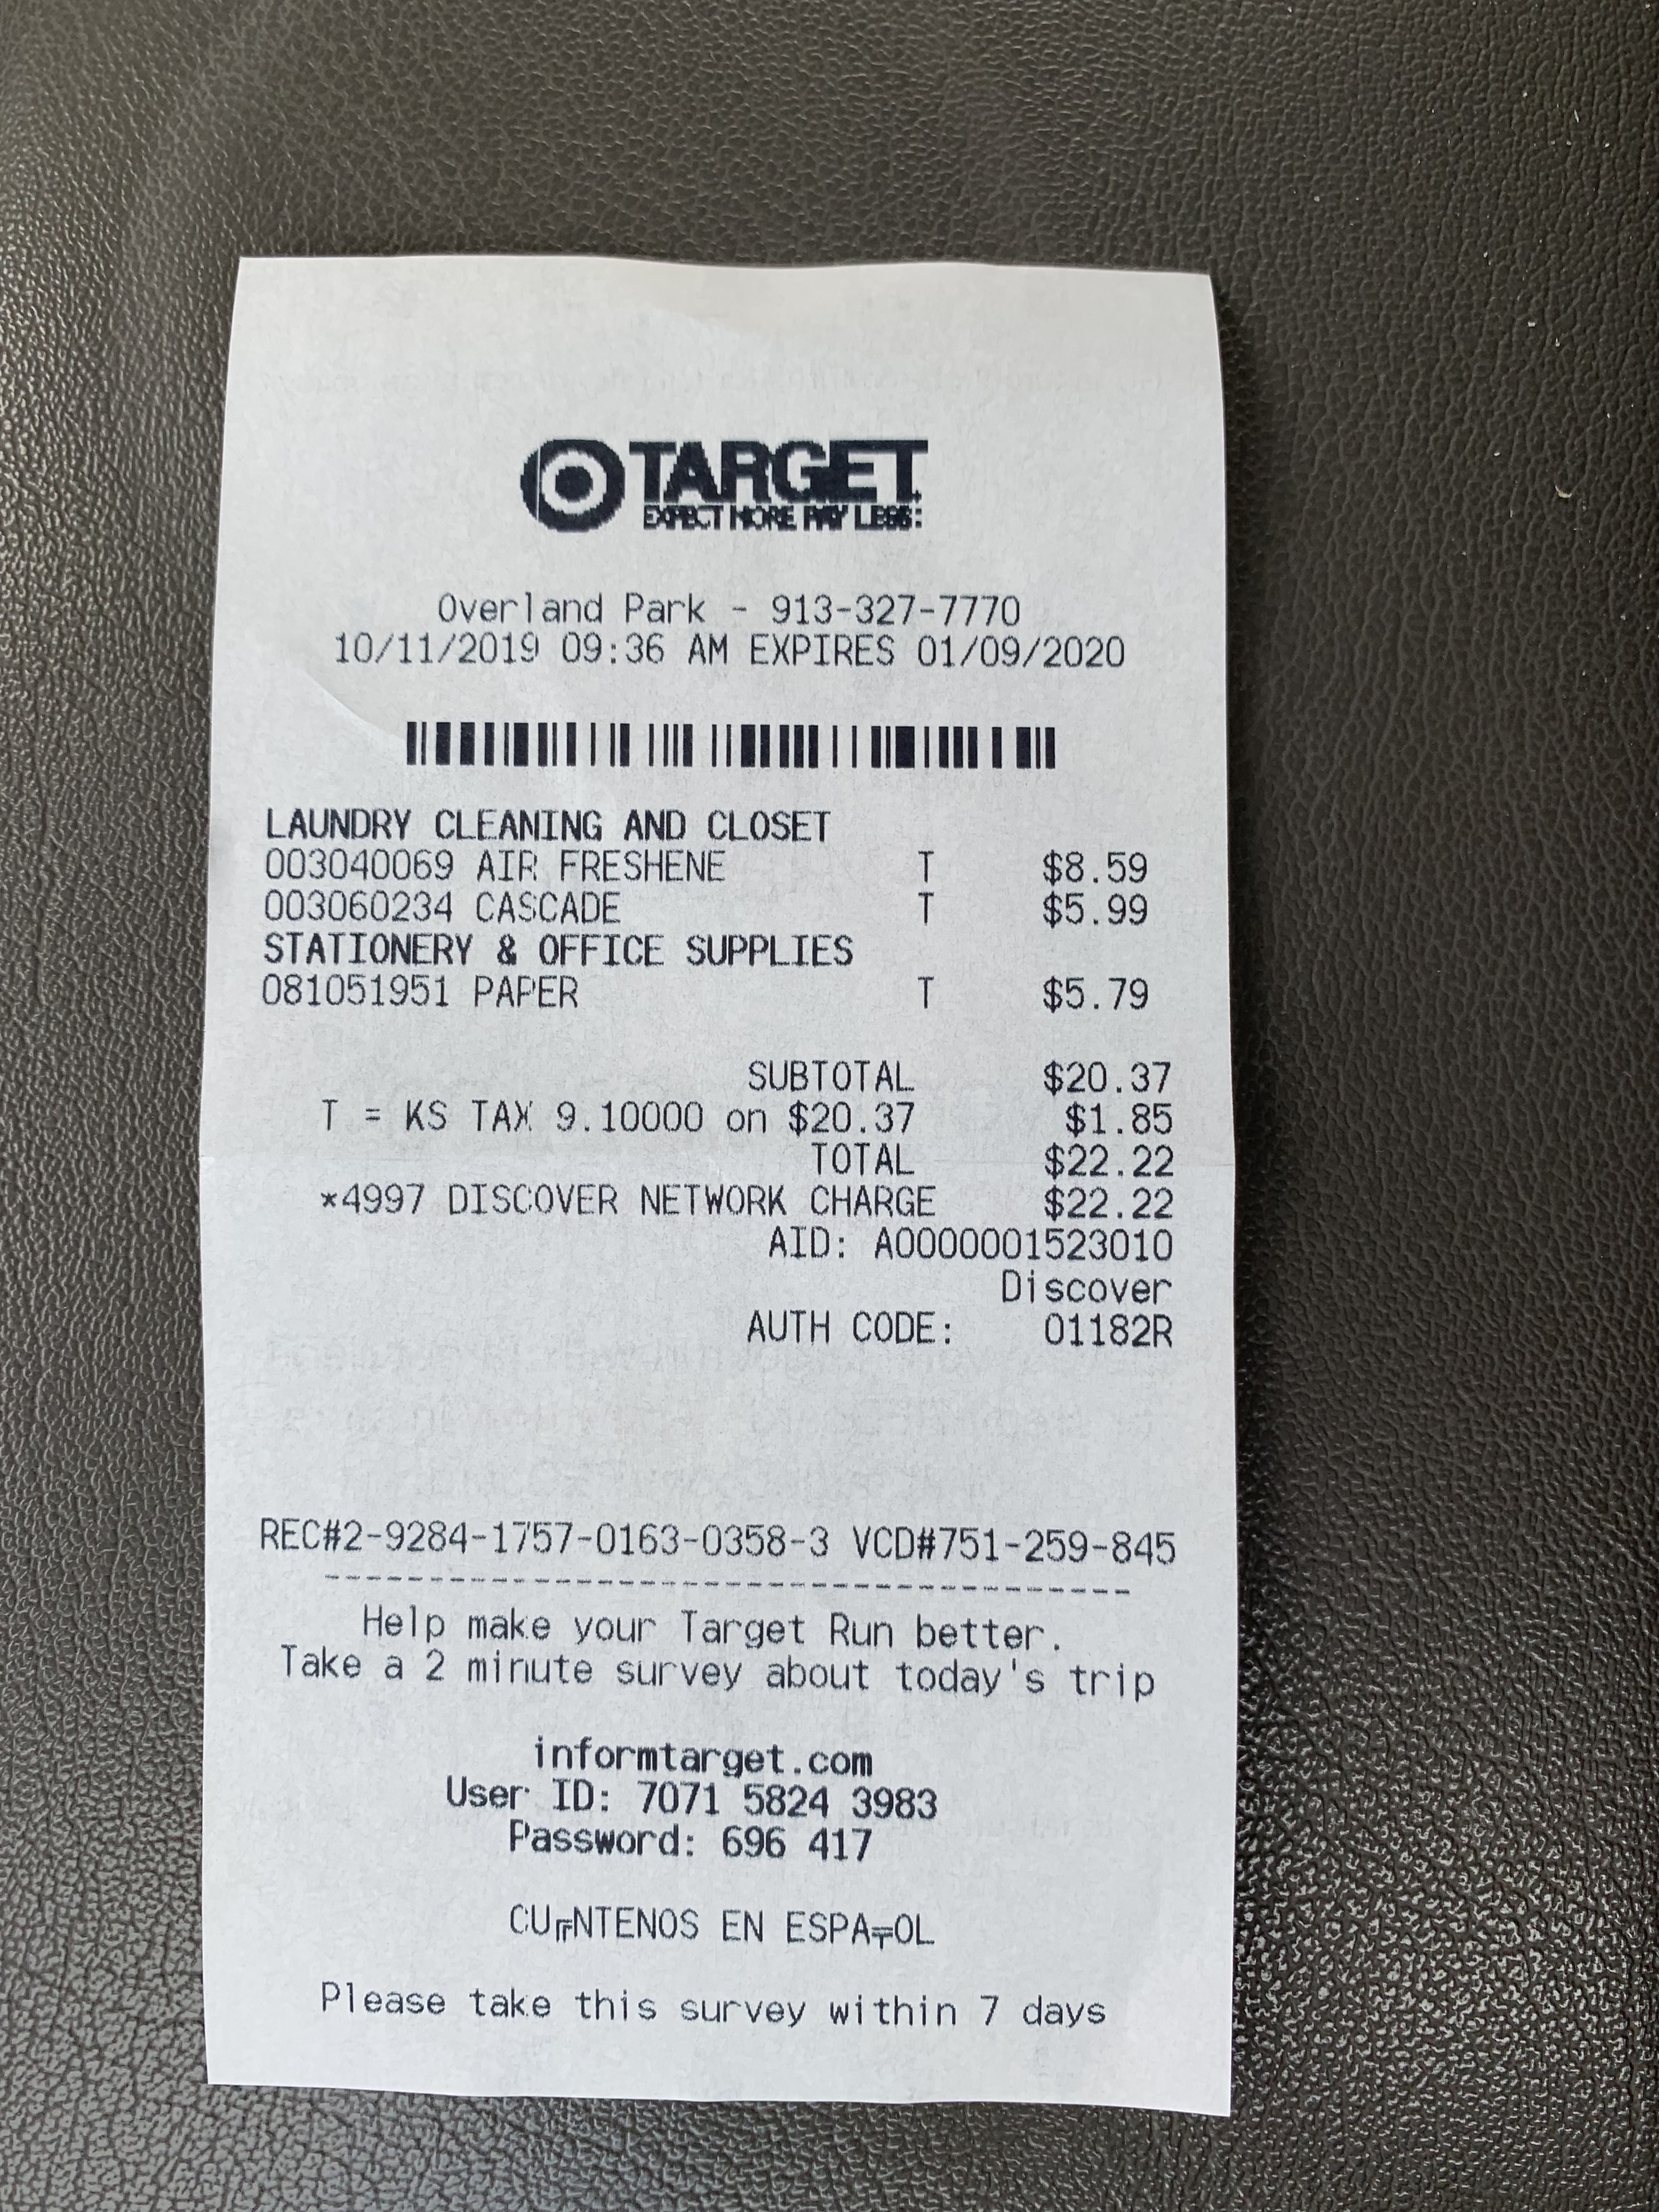 TARGET
EXPECT MORE PAY LESS:
Overland Park - 913-327-7770
10/11/2019 09:36 AM EXPIRES 01/09/2020
LAUNDRY CLEANING AND CLOSET
003040069 AIR FRESHENE T $8.59
003060234 CASCADE T $5.99
STATIONERY & OFFICE SUPPLIES
081051951 PAPER T $5.79
SUBTOTAL $20.37
T = KS TAX 9.10000 on $20.37 $1.85
TOTAL $22.22
*4997 DISCOVER NETWORK CHARGE $22.22
AID: A0000001523010
Discover
AUTH CODE: 01182R
REC#2-9284-1757-0163-0358-3 VCD#751-259-845
--------------------------------------
Help make your Target Run better.
Take a 2 minute survey about today's trip
informtarget.com
User ID: 7071 5824 3983
Password: 696 417
CU╔NTENOS EN ESPA╤OL
Please take this survey within 7 days